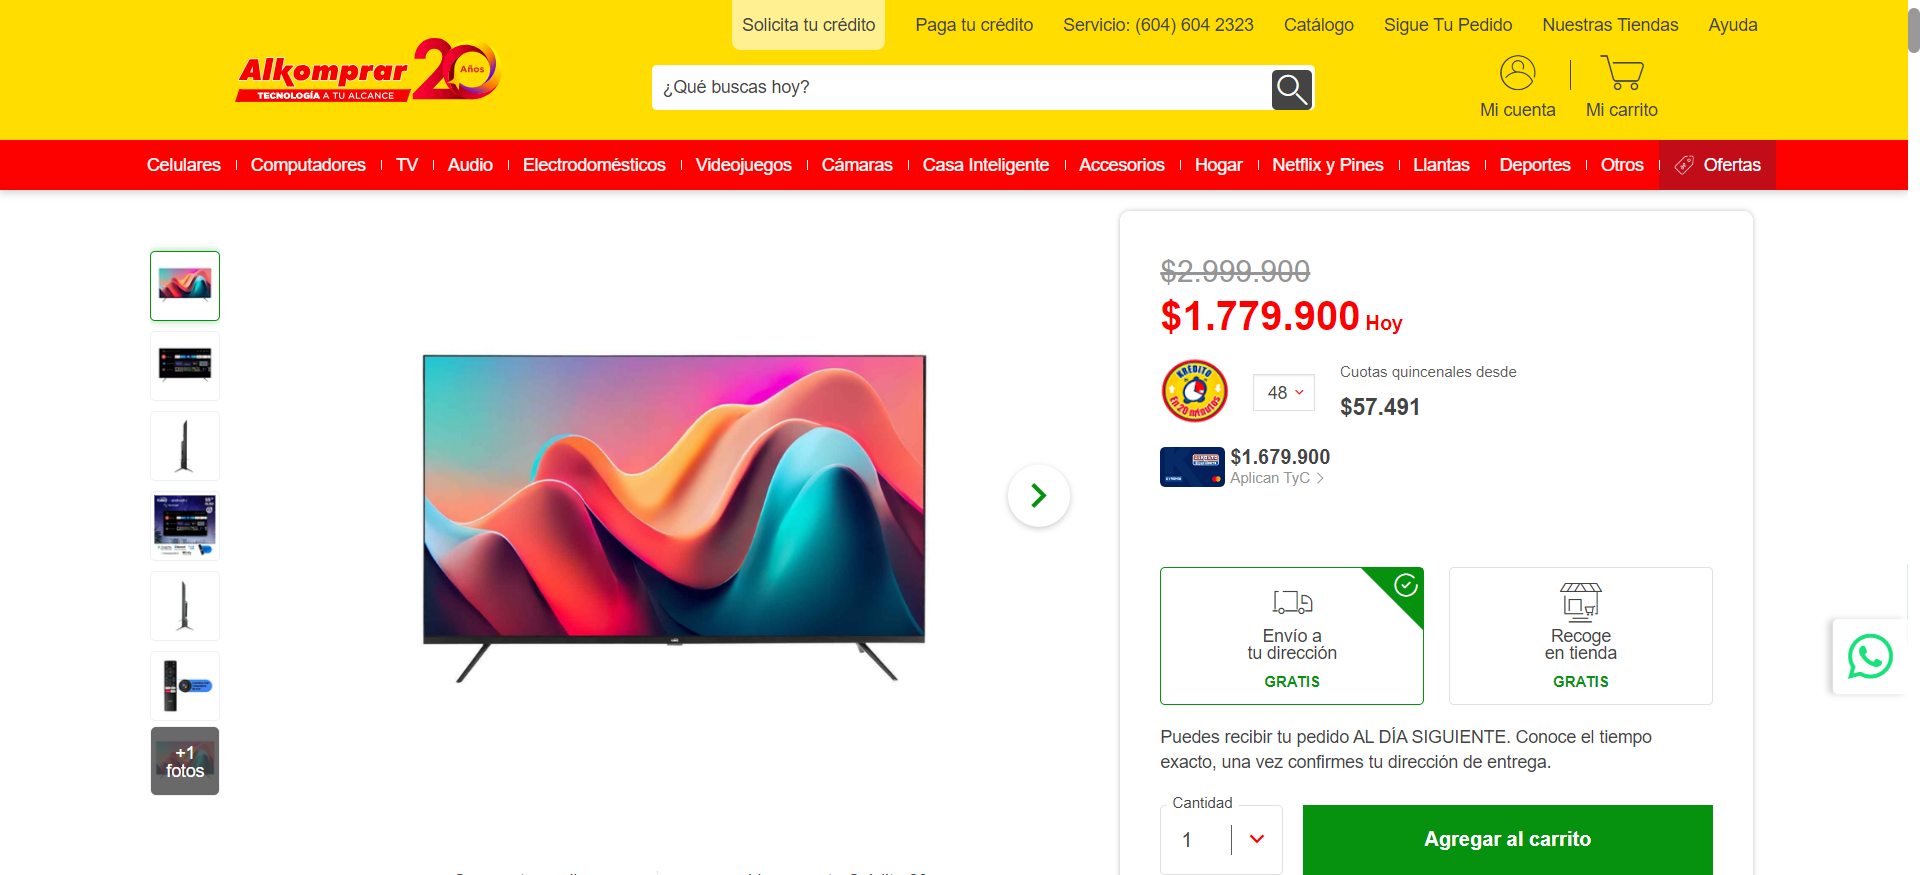 Solicita tu crédito
Paga tu crédito
Servicio: (604) 604 2323
Catálogo
Sigue Tu Pedido
Nuestras Tiendas
Ayuda
Alkomprar 20 Años
TECNOLOGÍA A TU ALCANCE
¿Qué buscas hoy?
Mi cuenta
Mi carrito
Celulares
Computadores
TV
Audio
Electrodomésticos
Videojuegos
Cámaras
Casa Inteligente
Accesorios
Hogar
Netflix y Pines
Llantas
Deportes
Otros
Ofertas
+1
fotos
$2.999.900
$1.779.900 Hoy
KREDITO
En 20 minutos
48
Cuotas quincenales desde
$57.491
$1.679.900
Aplican TyC
Envío a
tu dirección
GRATIS
Recoge
en tienda
GRATIS
Puedes recibir tu pedido AL DÍA SIGUIENTE. Conoce el tiempo
exacto, una vez confirmes tu dirección de entrega.
Cantidad
1
Agregar al carrito